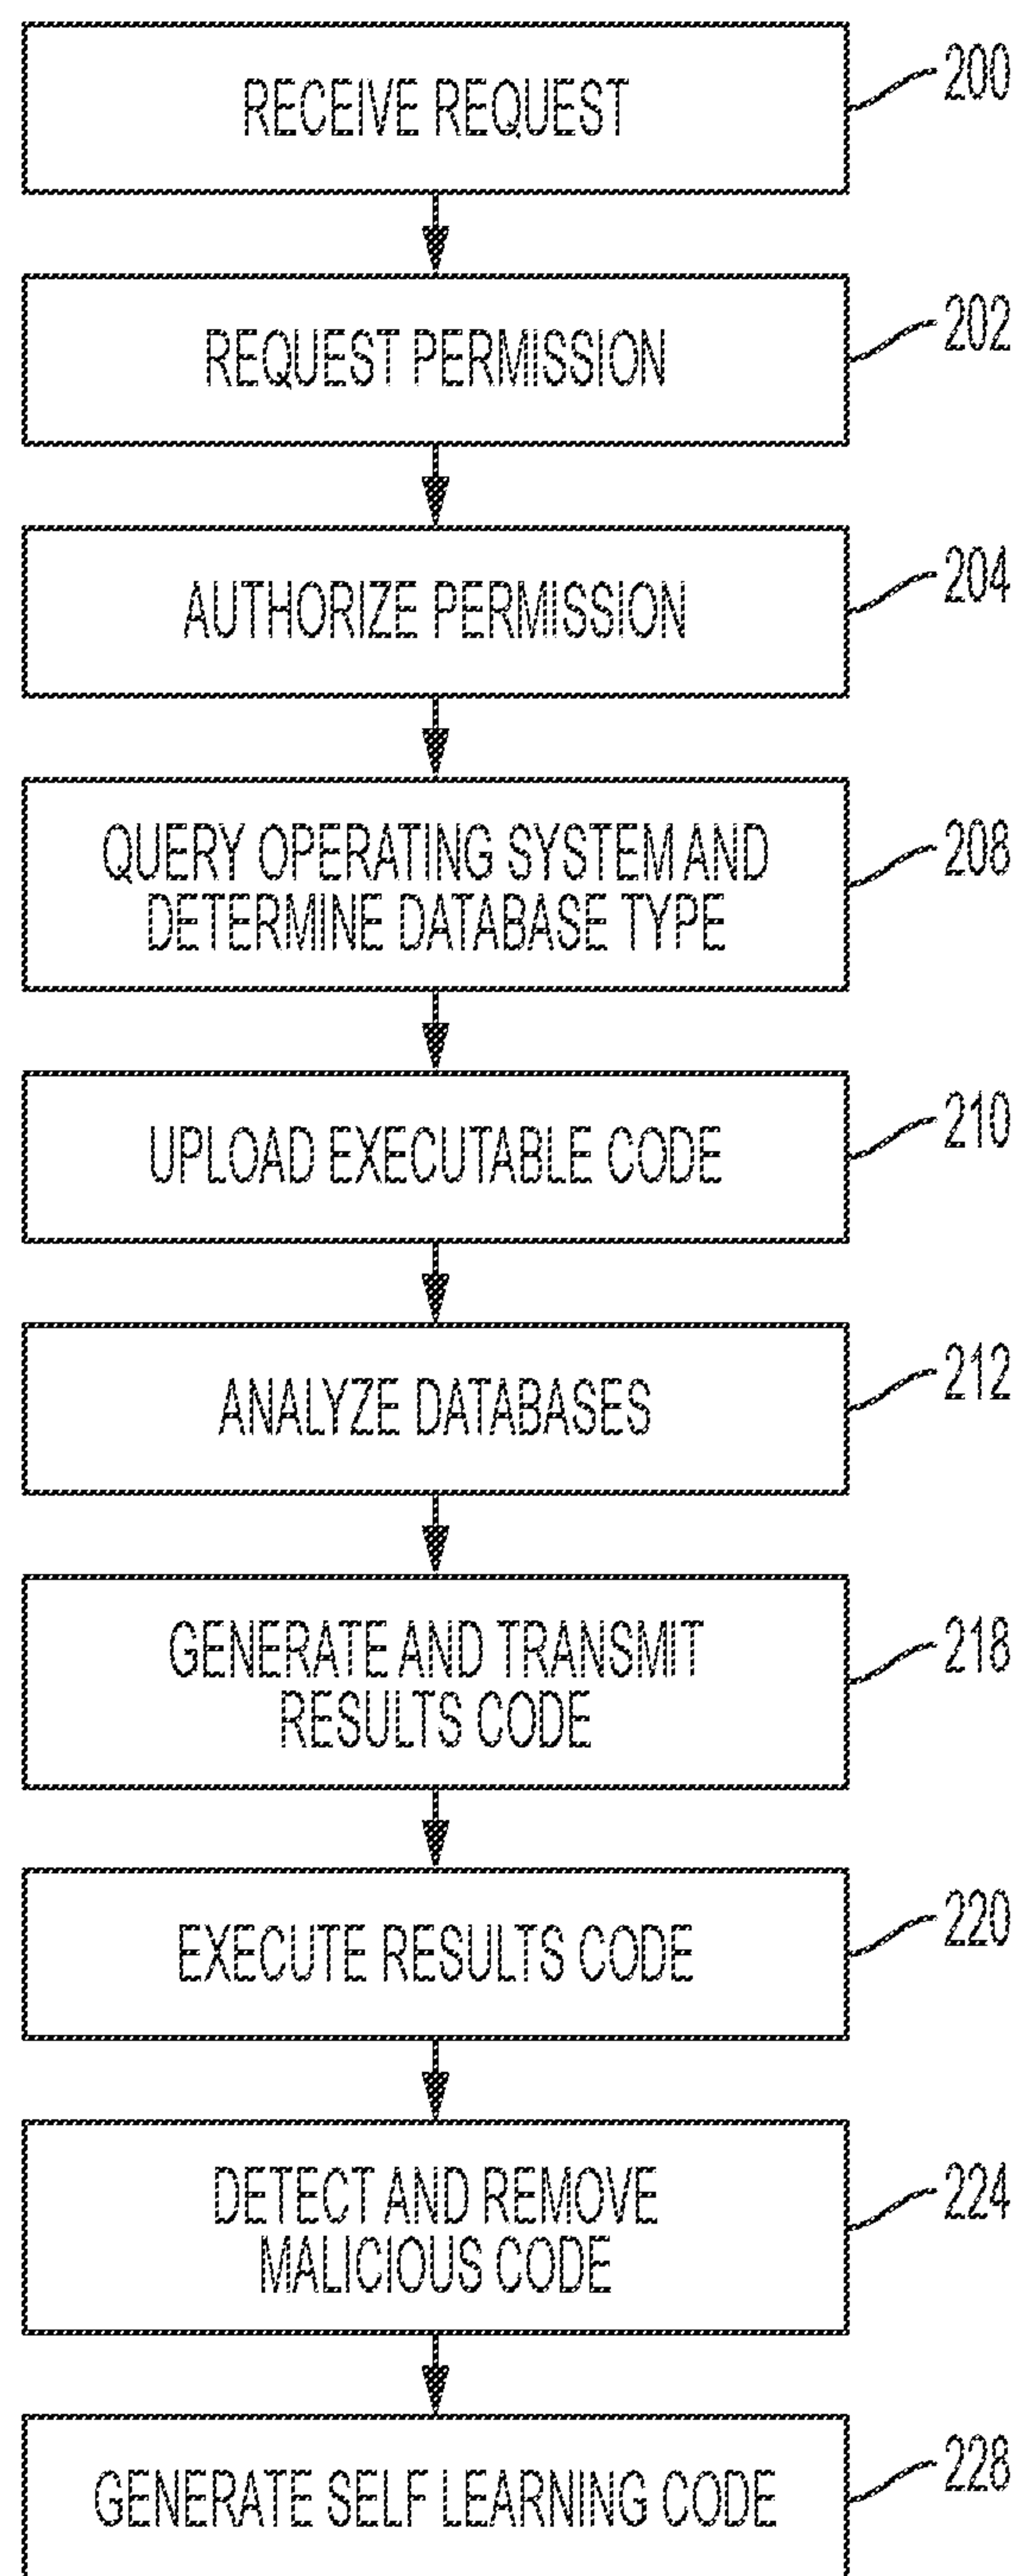 RECEIVE REQUEST
200
REQUEST PERMISSION
202
AUTHORIZE PERMISSION
204
QUERY OPERATING SYSTEM AND
DETERMINE DATABASE TYPE
208
UPLOAD EXECUTABLE CODE
210
ANALYZE DATABASES
212
GENERATE AND TRANSMIT
RESULTS CODE
218
EXECUTE RESULTS CODE
220
DETECT AND REMOVE
MALICIOUS CODE
224
GENERATE SELF LEARNING CODE
228